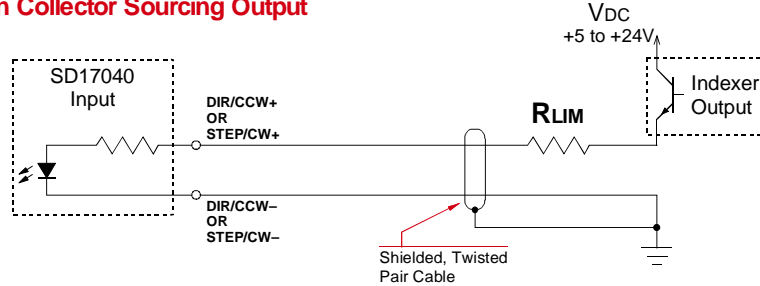 n Collector Sourcing Output
VDC
+5 to +24V
SD17040
Input
DIR/CCW+
OR
STEP/CW+
RLIM
Indexer
Output
DIR/CCW–
OR
STEP/CW–
Shielded, Twisted
Pair Cable